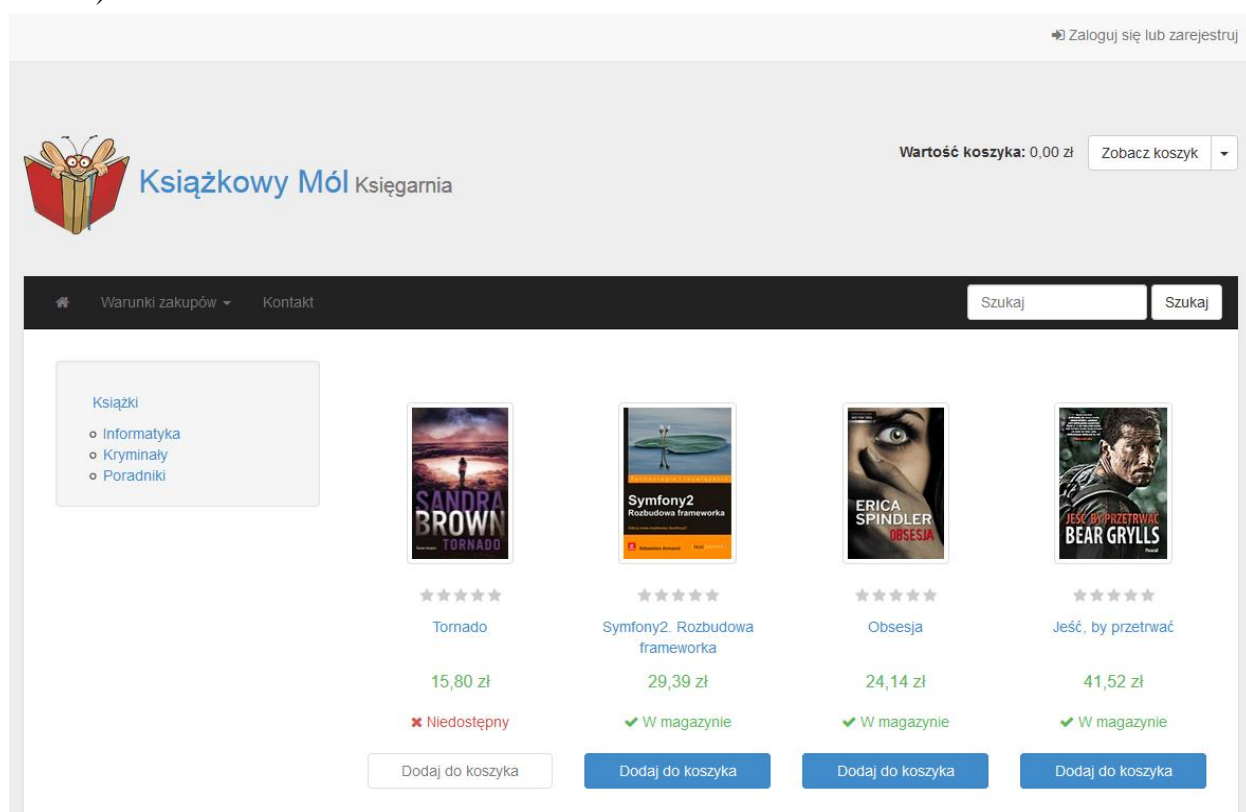 Zaloguj się lub zarejestruj
Wartość koszyka: 0,00 zł
Zobacz koszyk
Książkowy Mól Księgarnia
Warunki zakupów
Kontakt
Szukaj
Szukaj
Książki
Informatyka
Kryminały
Poradniki
SANDRA
BROWN
TORNADO
Symfony2
Rozbudowa frameworka
ERICA
SPINDLER
OBSESJA
JEŚĆ, BY PRZETRWAĆ
BEAR GRYLLS
Tornado
Symfony2. Rozbudowa
frameworka
Obsesja
Jeść, by przetrwać
15,80 zł
29,39 zł
24,14 zł
41,52 zł
Niedostępny
W magazynie
W magazynie
W magazynie
Dodaj do koszyka
Dodaj do koszyka
Dodaj do koszyka
Dodaj do koszyka